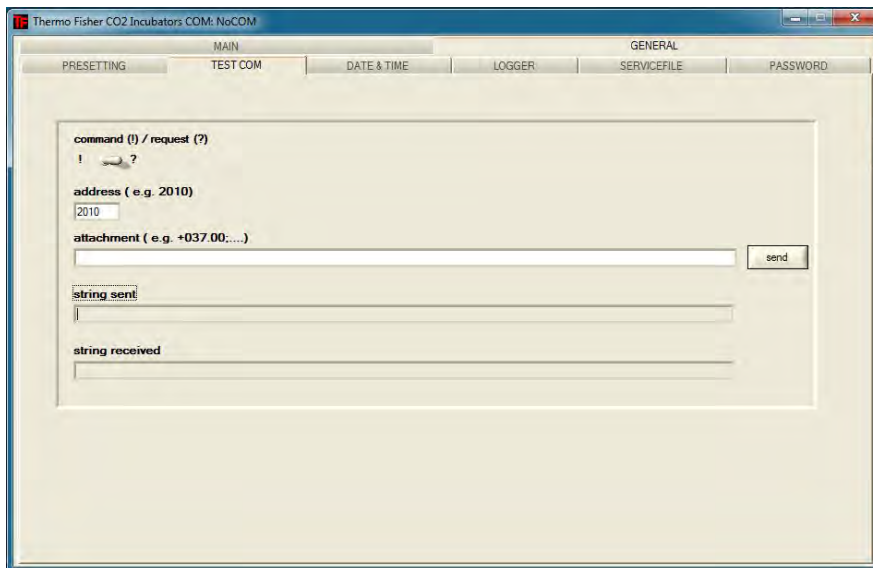 Thermo Fisher CO2 Incubators COM: NoCOM
MAIN GENERAL
PRESETTING TEST COM DATE & TIME LOGGER SERVICEFILE PASSWORD
command (!) / request (?)
! ?
address ( e.g. 2010)
2010
attachment ( e.g. +037.00;....)
send
string sent
string received